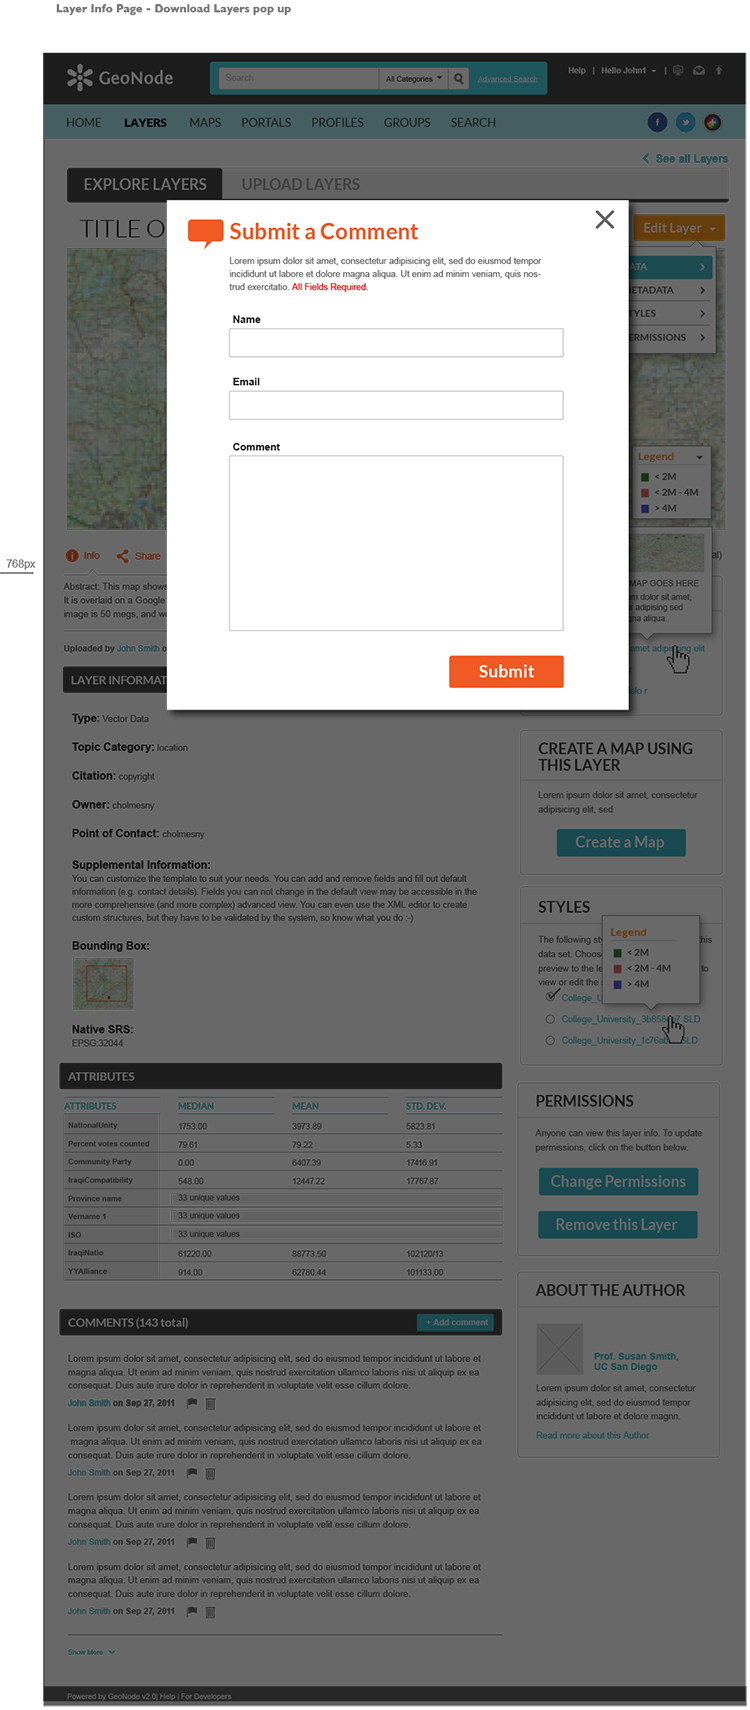 Layer Info Page - Download Layers pop up
GeoNode
Search
All Categories
Advanced Search
Help | Hello John1 |
HOME LAYERS MAPS PORTALS PROFILES GROUPS SEARCH
See all Layers
EXPLORE LAYERS UPLOAD LAYERS
TITLE O
Edit Layer
ATA
ETADATA
YLES
ERMISSIONS
Submit a Comment
Lorem ipsum dolor sit amet, consectetur adipisicing elit, sed do eiusmod tempor
incididunt ut labore et dolore magna aliqua. Ut enim ad minim veniam, quis nos-
trud exercitatio. All Fields Required.
Name
Email
Comment
Submit
Legend
< 2M
< 2M - 4M
> 4M
768px
Info Share
al)
MAP GOES HERE
m dolor sit amet,
r adipising sed
na aliqua.
amet adipiscing elit
olo r
Abstract: This map shows
It is overlaid on a Google
image is 50 megs, and we
Uploaded by John Smith o
LAYER INFORMAT
Type: Vector Data
Topic Category: location
Citation: copyright
Owner: cholmesny
Point of Contact: cholmesny
Supplemental Information:
You can customize the template to suit your needs. You can add and remove fields and fill out default
information (e.g. contact details). Fields you can not change in the default view may be accessible in the
more comprehensive (and more complex) advanced view. You can even use the XML editor to create
custom structures, but they have to be validated by the system, so know what you do :-)
Bounding Box:
Native SRS:
EPSG:32044
CREATE A MAP USING
THIS LAYER
Lorem ipsum dolor sit amet, consectetur
adipisicing elit, sed
Create a Map
STYLES
The following sty his
data set. Choos
preview to the le to
view or edit the
Legend
< 2M
< 2M - 4M
> 4M
College_U
College_University_3b858 e7 SLD
College_University_1c76a SLD
ATTRIBUTES
ATTRIBUTES MEDIAN MEAN STD. DEV.
NationalUnity 1753.00 3973.89 5823.81
Percent votes counted 79.61 79.22 5.33
Community Party 0.00 6407.39 17416.91
IraqiCompatibility 548.00 12447.22 17767.87
Province name 33 unique values
Vername 1 33 unique values
ISO 33 unique values
IraqiNatio 61220.00 88773.50 102120/13
YYAlliance 914.00 62780.44 101133.00
PERMISSIONS
Anyone can view this layer info. To update
permissions, click on the button below.
Change Permissions
Remove this Layer
ABOUT THE AUTHOR
Prof. Susan Smith,
UC San Diego
Lorem ipsum dolor sit amet, consectetur
adipisicing elit, sed do eiusmod tempor
incididunt ut labore et dolore magnn.
Read more about this Author
COMMENTS (143 total)
+ Add comment
Lorem ipsum dolor sit amet, consectetur adipisicing elit, sed do eiusmod tempor incididunt ut labore et
magna aliqua. Ut enim ad minim veniam, quis nostrud exercitation ullamco laboris nisi ut aliquip ex ea
consequat. Duis aute irure dolor in reprehenderit in voluptate velit esse cillum dolore.
John Smith on Sep 27, 2011
Lorem ipsum dolor sit amet, consectetur adipisicing elit, sed do eiusmod tempor incididunt ut labore et
magna aliqua. Ut enim ad minim veniam, quis nostrud exercitation ullamco laboris nisi ut aliquip ex ea
consequat. Duis aute irure dolor in reprehenderit in voluptate velit esse cillum dolore.
John Smith on Sep 27, 2011
Lorem ipsum dolor sit amet, consectetur adipisicing elit, sed do eiusmod tempor incididunt ut labore et
magna aliqua. Ut enim ad minim veniam, quis nostrud exercitation ullamco laboris nisi ut aliquip ex ea
consequat. Duis aute irure dolor in reprehenderit in voluptate velit esse cillum dolore.
John Smith on Sep 27, 2011
Lorem ipsum dolor sit amet, consectetur adipisicing elit, sed do eiusmod tempor incididunt ut labore et
magna aliqua. Ut enim ad minim veniam, quis nostrud exercitation ullamco laboris nisi ut aliquip ex ea
consequat. Duis aute irure dolor in reprehenderit in voluptate velit esse cillum dolore.
John Smith on Sep 27, 2011
Show More
Powered by GeoNode v2.0| Help | For Developers